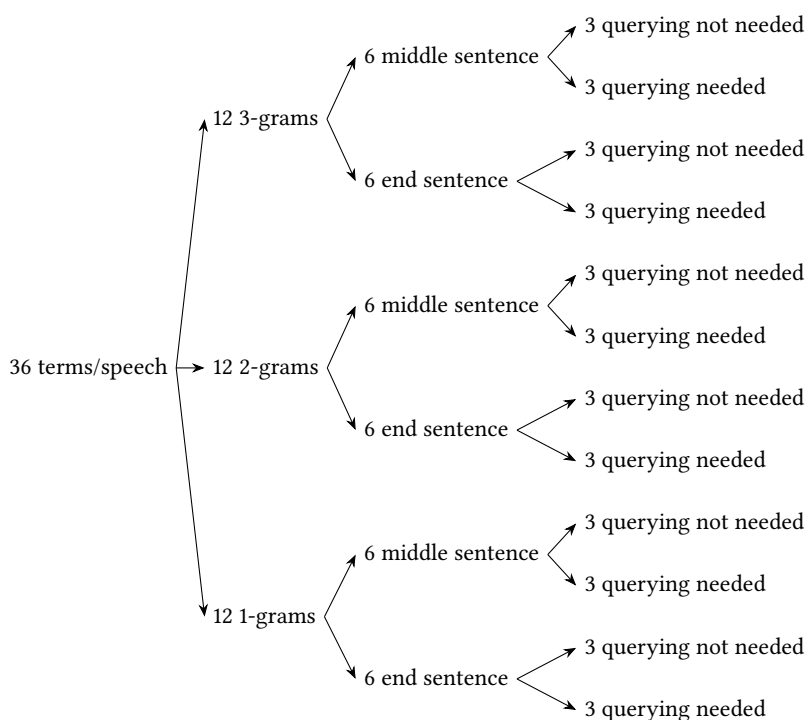 3 querying not needed
6 middle sentence
3 querying needed
12 3-grams
3 querying not needed
6 end sentence
3 querying needed
3 querying not needed
6 middle sentence
3 querying needed
36 terms/speech
12 2-grams
3 querying not needed
6 end sentence
3 querying needed
3 querying not needed
6 middle sentence
3 querying needed
12 1-grams
3 querying not needed
6 end sentence
3 querying needed